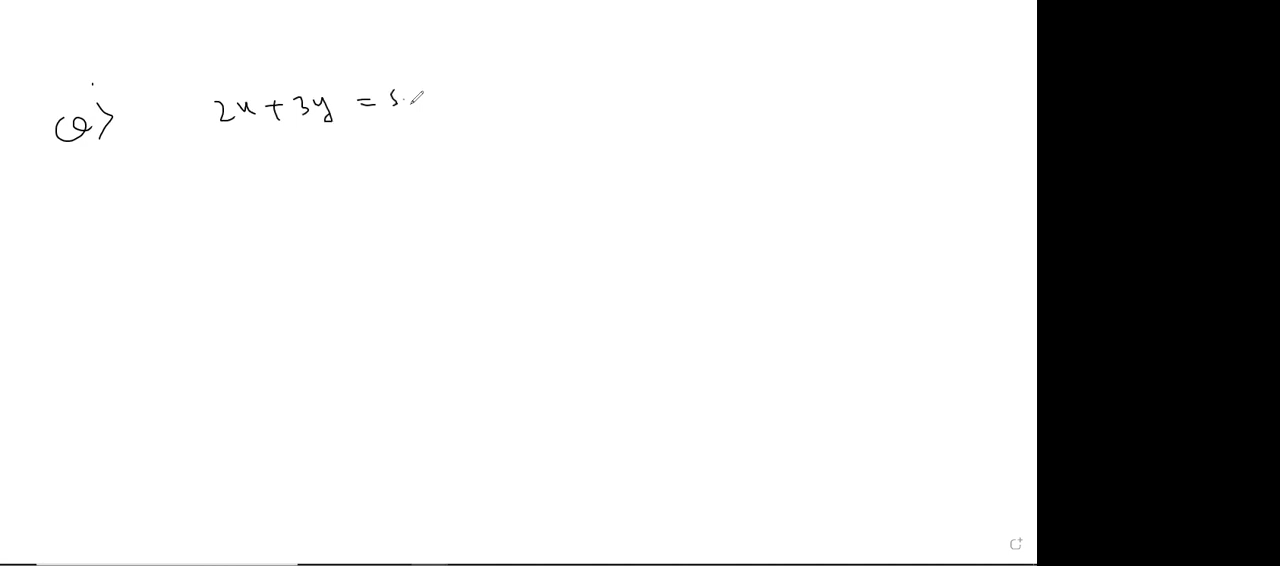 Q> 2x + 3y = 5.